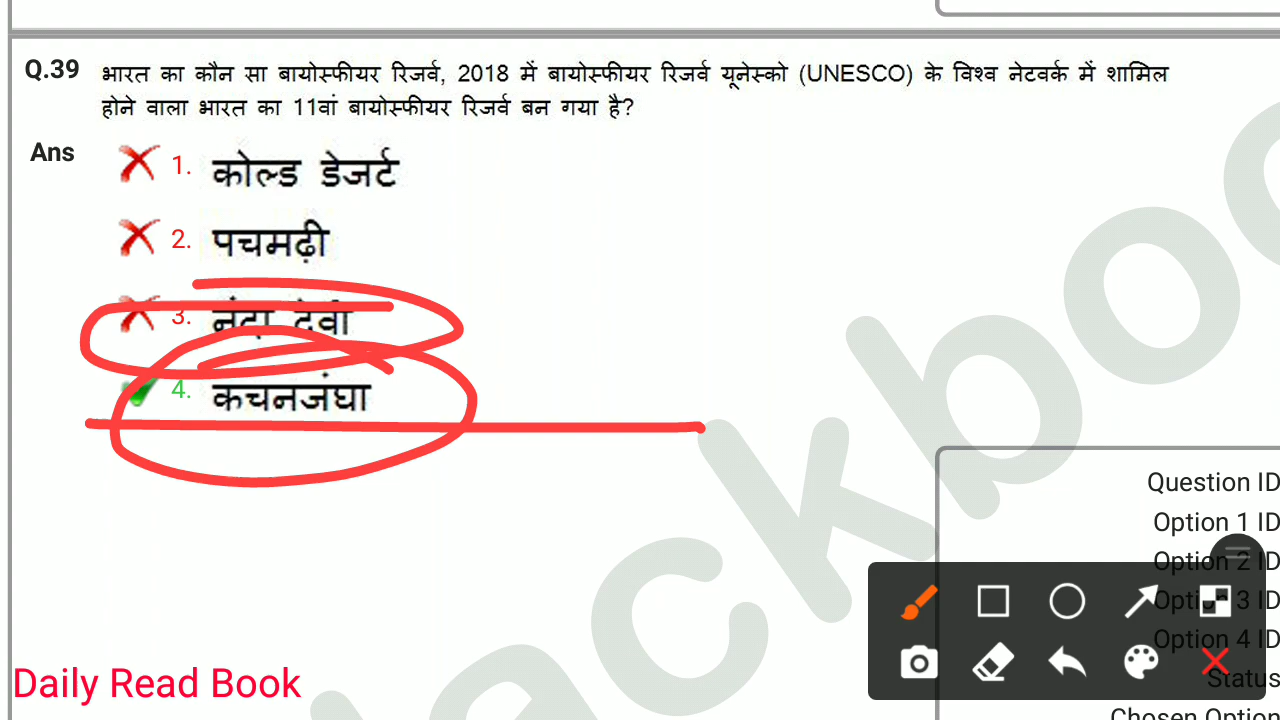 Q.39 भारत का कौन सा बायोस्फीयर रिजर्व, 2018 में बायोस्फीयर रिजर्व यूनेस्को (UNESCO) के विश्व नेटवर्क में शामिल
होने वाला भारत का 11वां बायोस्फीयर रिजर्व बन गया है?
Ans
1. कोल्ड डेजर्ट
2. पचमढ़ी
3. नंदा देवी
4. कचनजंघा
Question ID
Option 1 ID
Option 2 ID
Option 3 ID
Option 4 ID
Status
Chosen Option
Daily Read Book